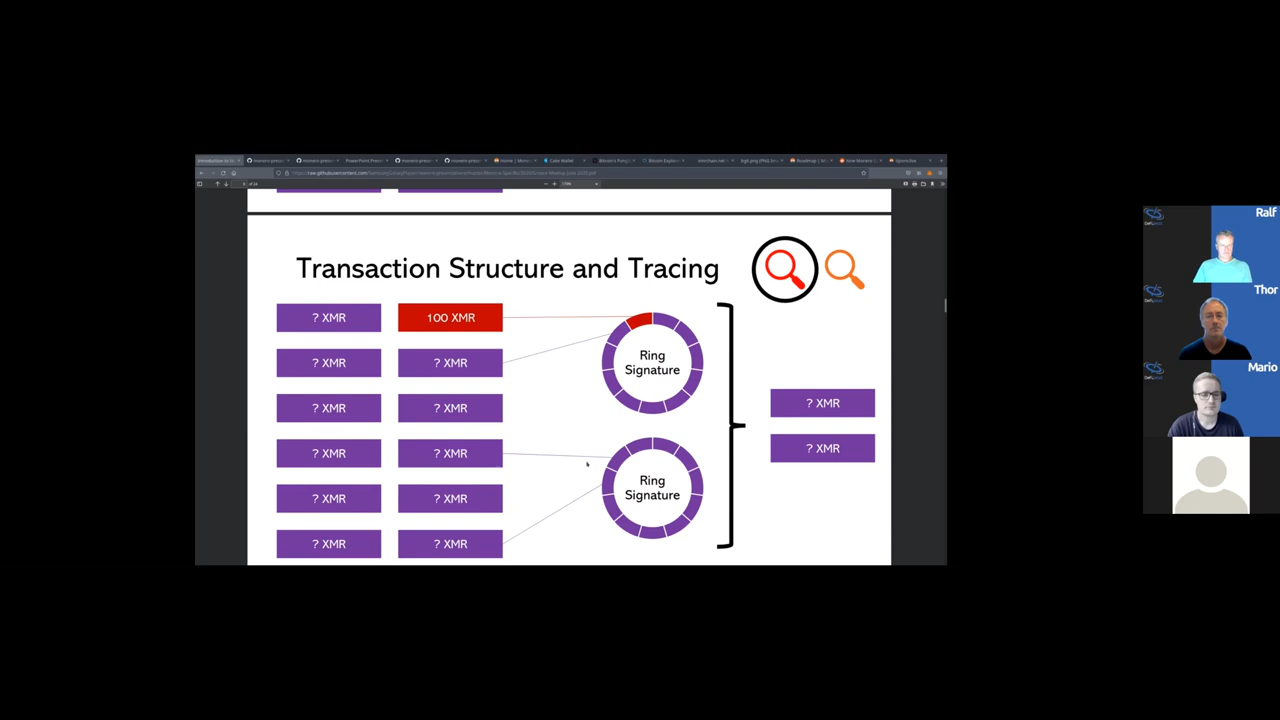 Transaction Structure and Tracing
? XMR 100 XMR
? XMR ? XMR
? XMR ? XMR
? XMR ? XMR
? XMR ? XMR
? XMR ? XMR
Ring
Signature
Ring
Signature
? XMR
? XMR
Ralf
Thor
Mario